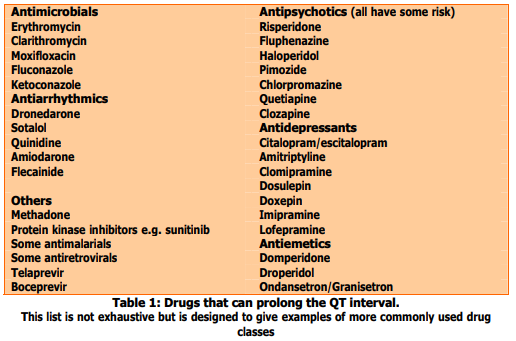 Antimicrobials
Erythromycin
Clarithromycin
Moxifloxacin
Fluconazole
Ketoconazole
Antiarrhythmics
Dronedarone
Sotalol
Quinidine
Amiodarone
Flecainide
Others
Methadone
Protein kinase inhibitors e.g. sunitinib
Some antimalarials
Some antiretrovirals
Telaprevir
Boceprevir
Antipsychotics (all have some risk)
Risperidone
Fluphenazine
Haloperidol
Pimozide
Chlorpromazine
Quetiapine
Clozapine
Antidepressants
Citalopram/escitalopram
Amitriptyline
Clomipramine
Dosulepin
Doxepin
Imipramine
Lofepramine
Antiemetics
Domperidone
Droperidol
Ondansetron/Granisetron
Table 1: Drugs that can prolong the QT interval.
This list is not exhaustive but is designed to give examples of more commonly used drug
classes